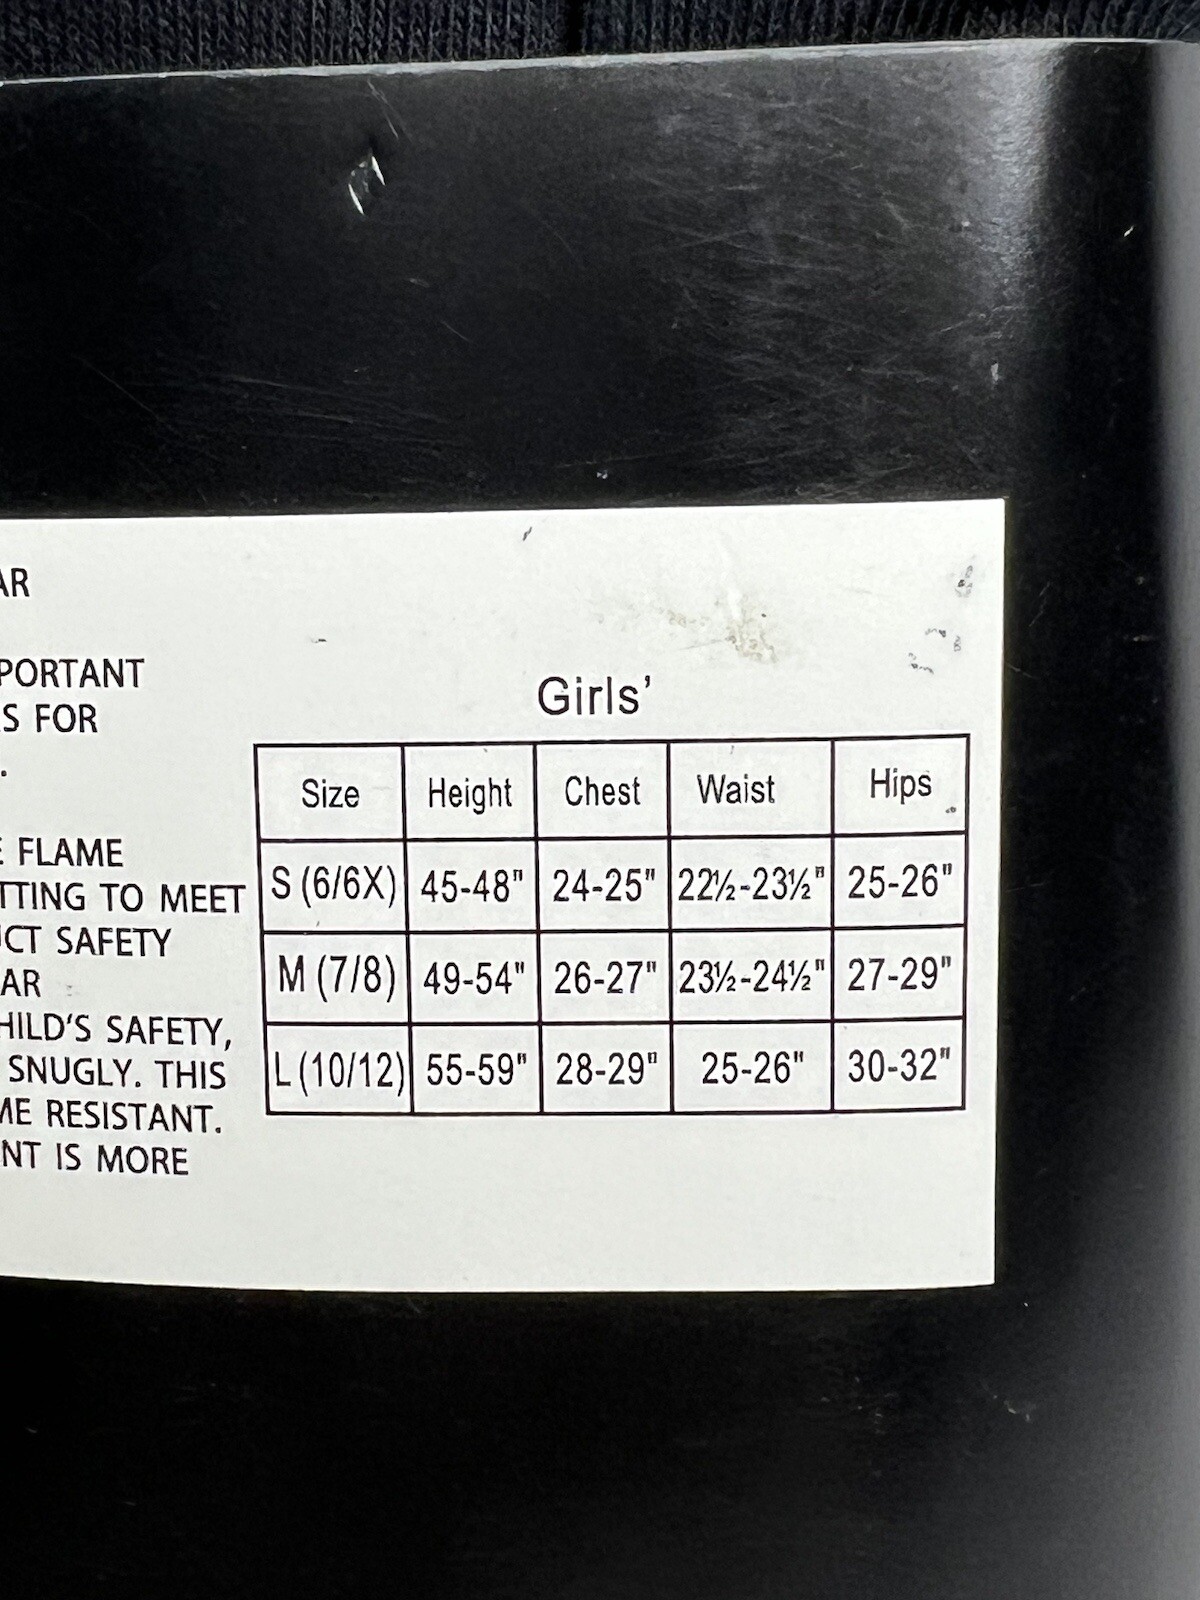 AR
PORTANT
S FOR
.
FLAME
TTING TO MEET
CT SAFETY
AR
HILD'S SAFETY,
SNUGLY. THIS
ME RESISTANT.
NT IS MORE
Girls'
Size Height Chest Waist Hips
S (6/6X) 45-48" 24-25" 22½-23½" 25-26"
M (7/8) 49-54" 26-27" 23½-24½" 27-29"
L (10/12) 55-59" 28-29" 25-26" 30-32"